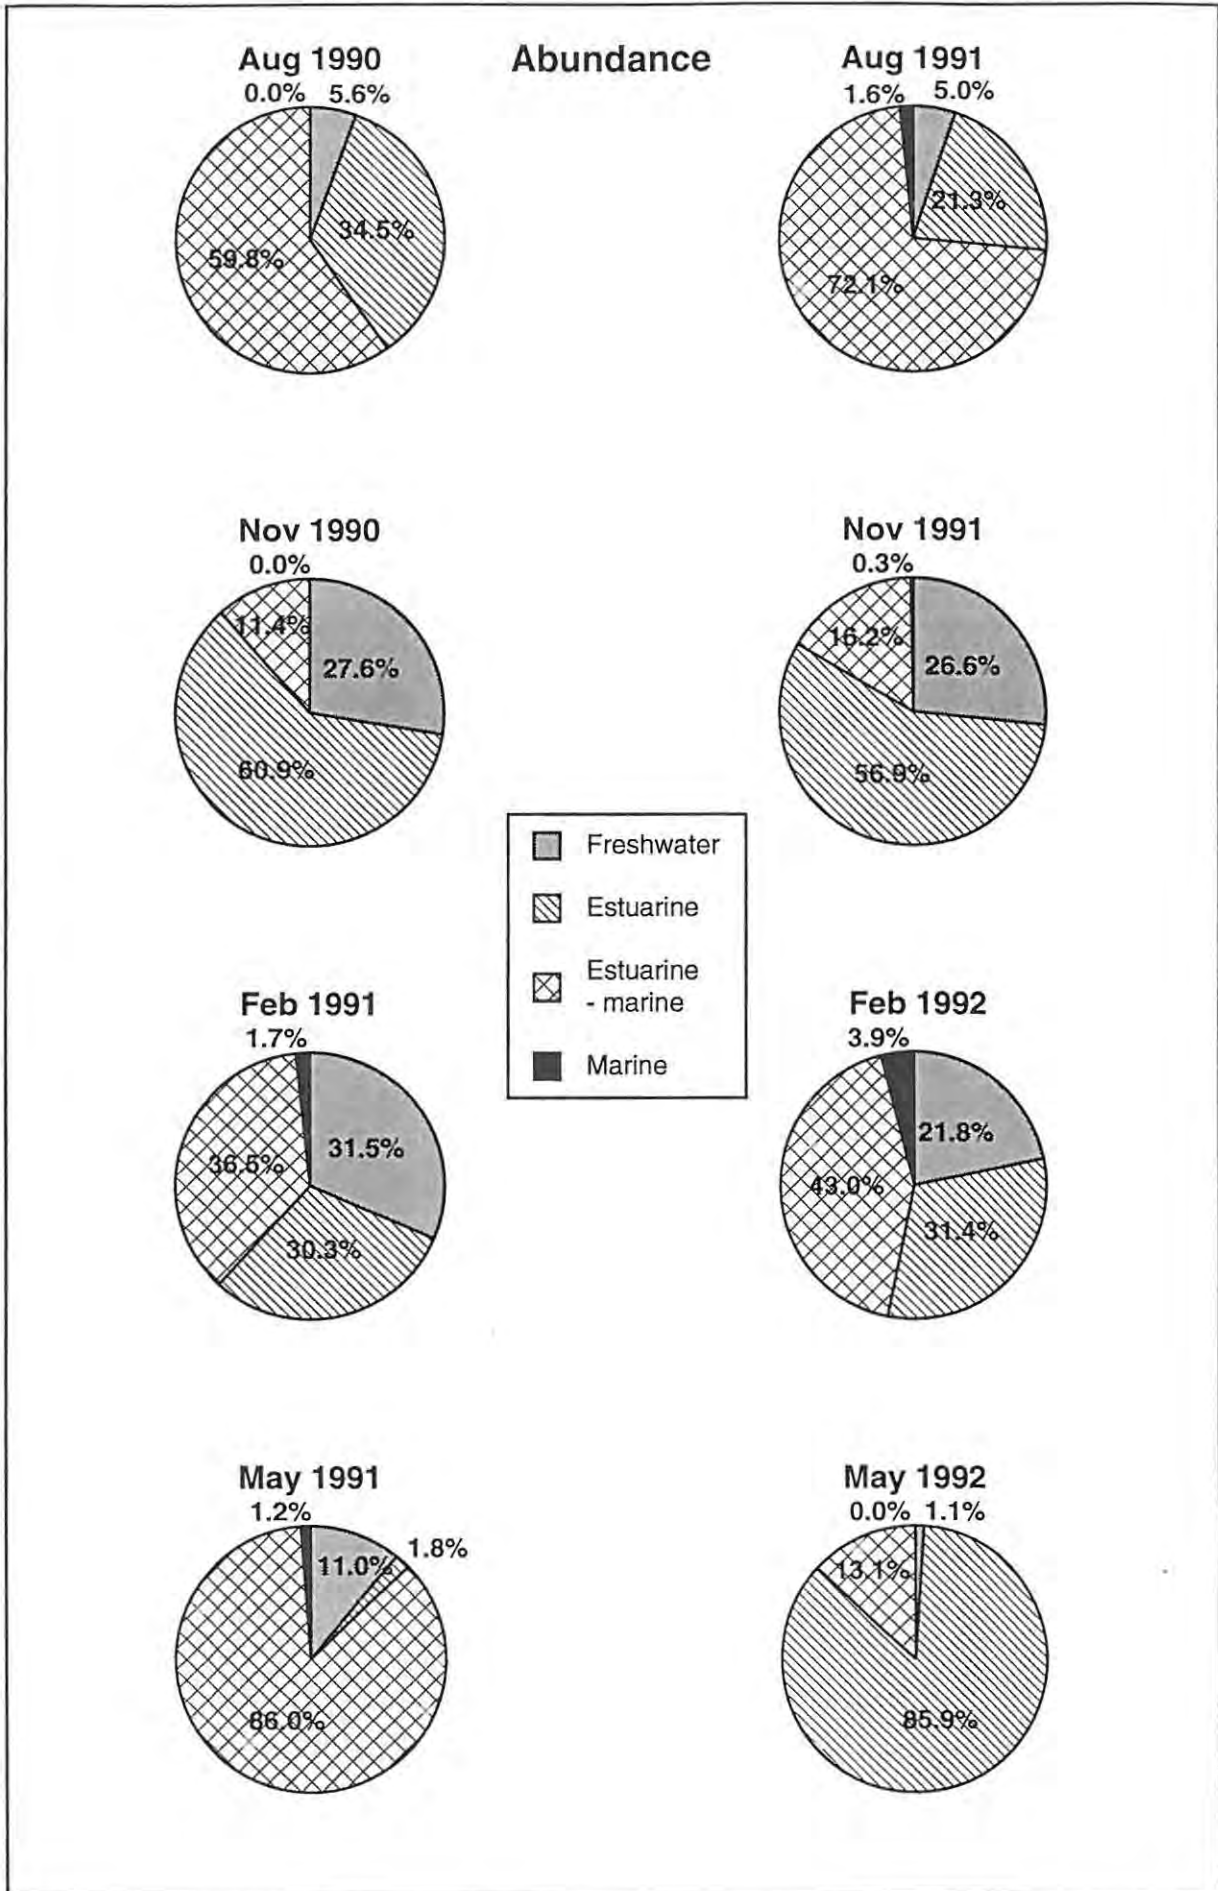 Abundance
Aug 1990
0.0% 5.6%
34.5%
59.8%
Aug 1991
1.6% 5.0%
21.3%
72.1%
Nov 1990
0.0%
11.4%
27.6%
60.9%
Nov 1991
0.3%
16.2%
26.6%
56.9%
Freshwater
Estuarine
Estuarine
- marine
Marine
Feb 1991
1.7%
31.5%
36.5%
30.3%
Feb 1992
3.9%
21.8%
43.0%
31.4%
May 1991
1.2%
1.8%
11.0%
86.0%
May 1992
0.0% 1.1%
13.1%
85.9%